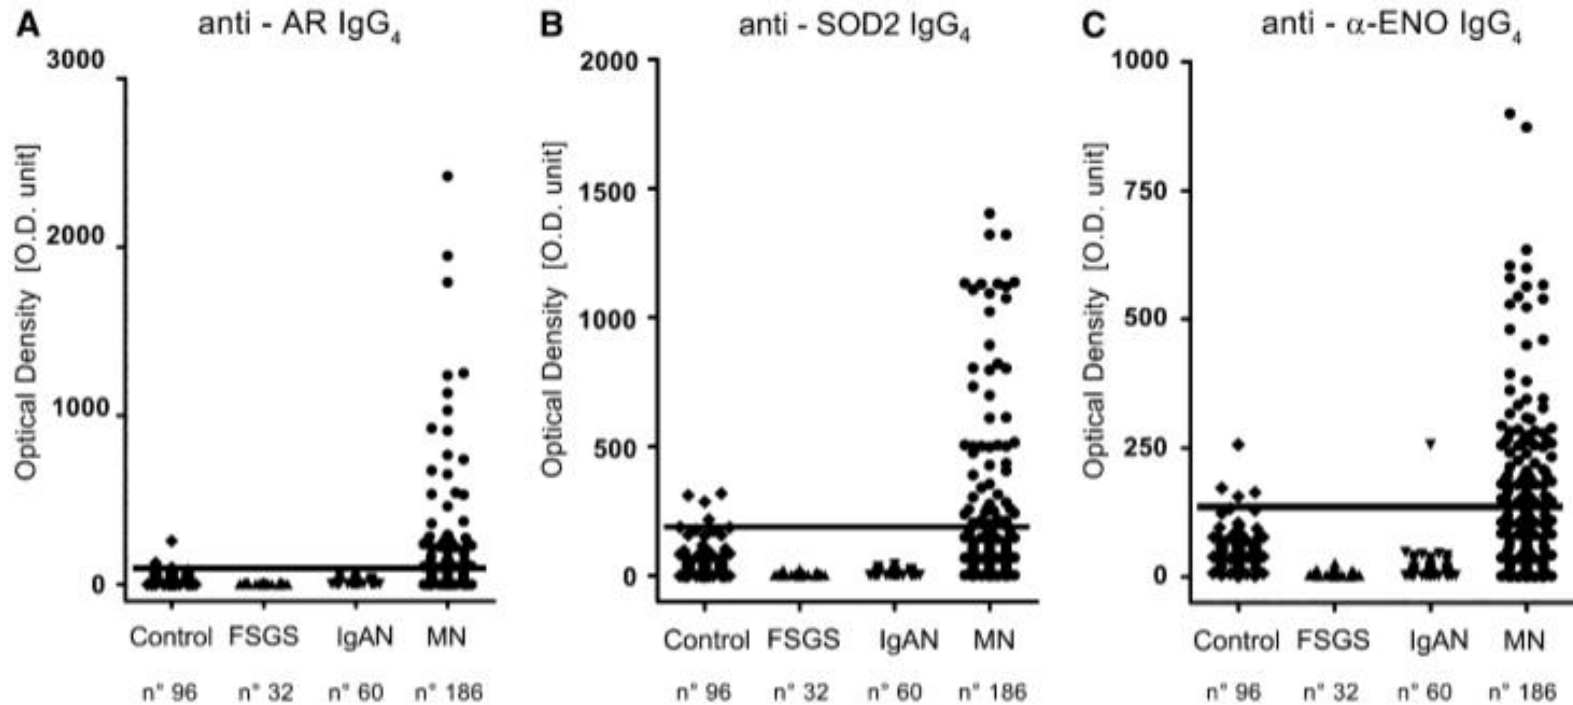 A
anti - AR IgG4
Optical Density [O.D. unit]
3000
2000
1000
0
Control FSGS IgAN MN
n° 96 n° 32 n° 60 n° 186
B
anti - SOD2 IgG4
Optical Density [O.D. unit]
2000
1500
1000
500
0
Control FSGS IgAN MN
n° 96 n° 32 n° 60 n° 186
C
anti - α-ENO IgG4
Optical Density [O.D. unit]
1000
750
500
250
0
Control FSGS IgAN MN
n° 96 n° 32 n° 60 n° 186